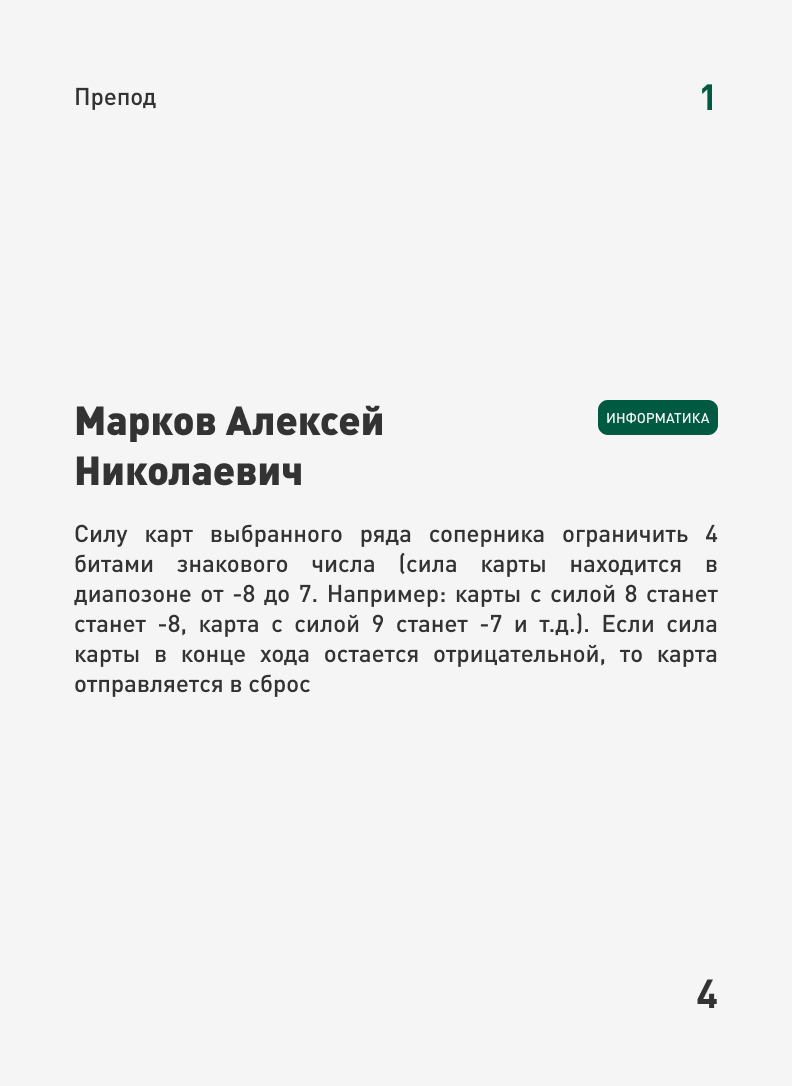 Препод
1
Марков Алексей
Николаевич
ИНФОРМАТИКА
Силу карт выбранного ряда соперника ограничить 4
битами знакового числа (сила карты находится в
диапозоне от -8 до 7. Например: карты с силой 8 станет
станет -8, карта с силой 9 станет -7 и т.д.). Если сила
карты в конце хода остается отрицательной, то карта
отправляется в сброс
4